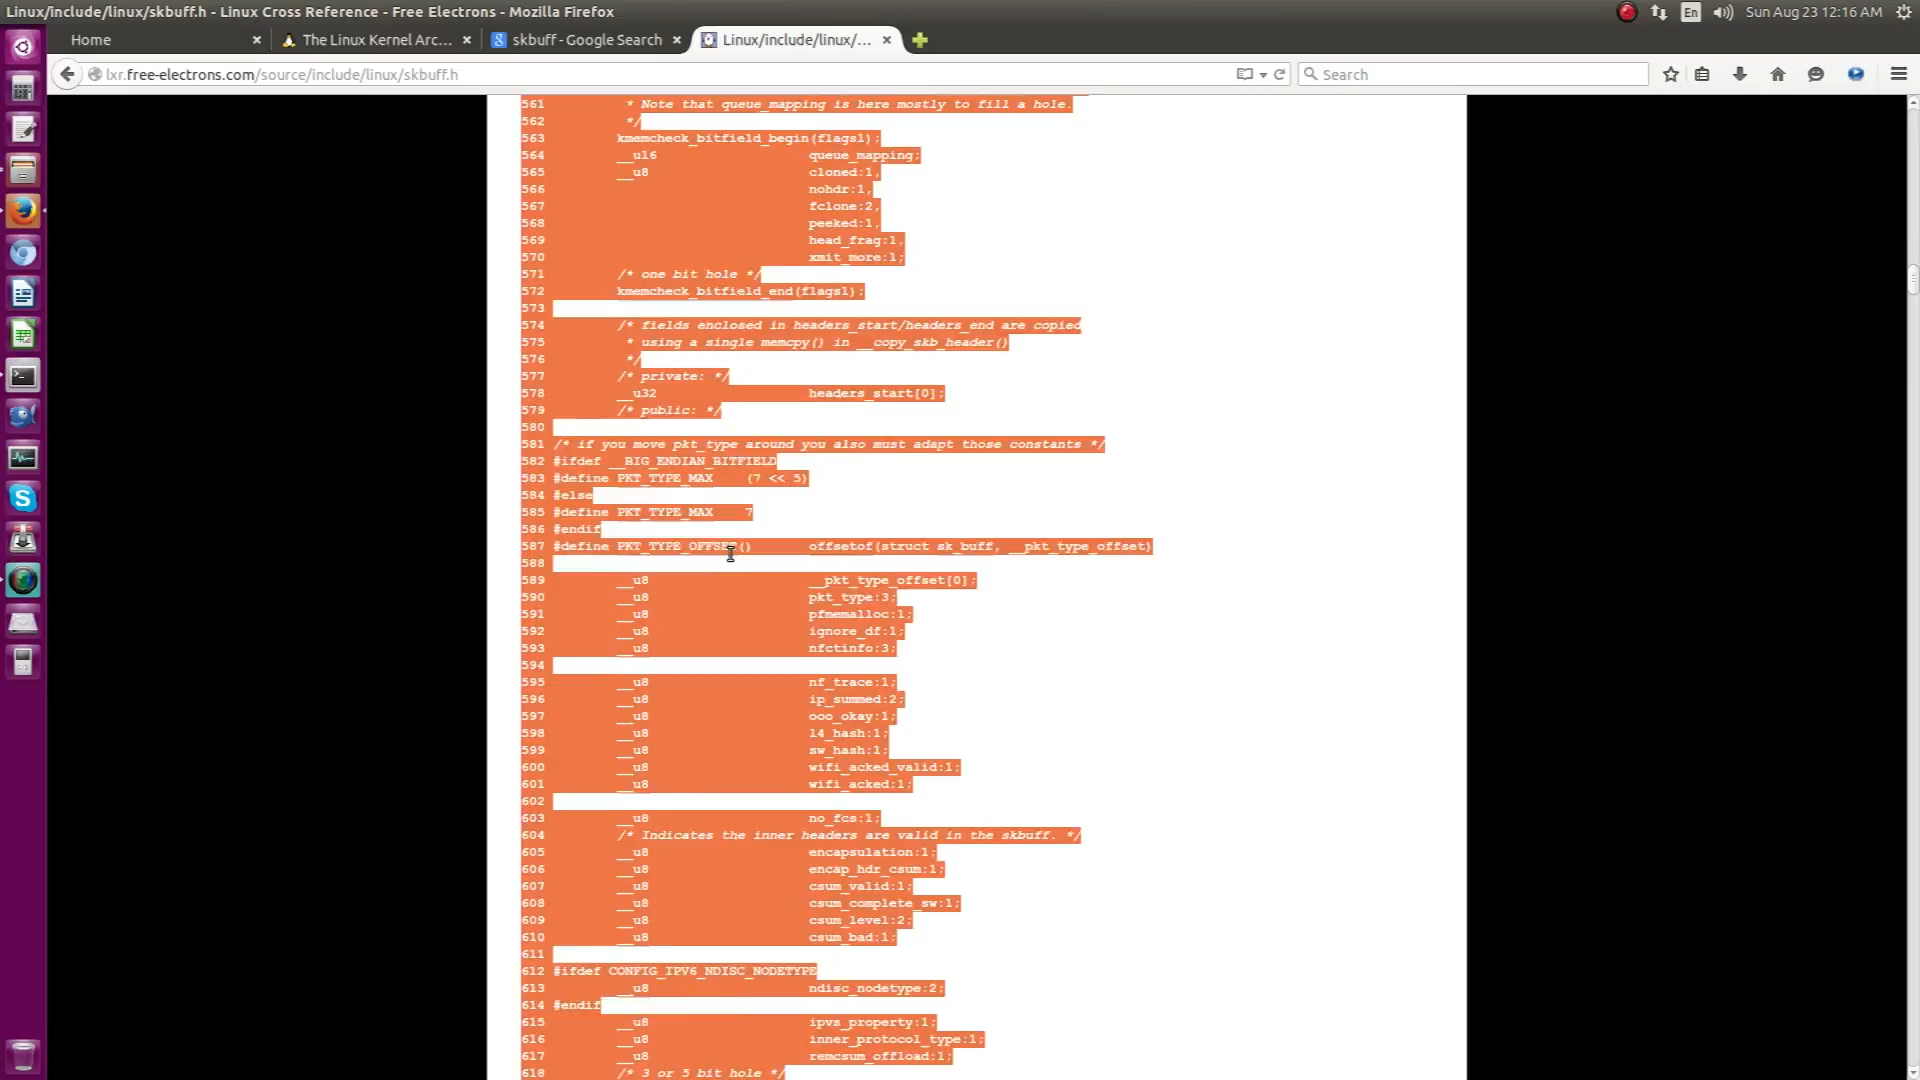 Linux/include/linux/skbuff.h - Linux Cross Reference - Free Electrons - Mozilla Firefox
En
Sun Aug 23 12:16 AM
Home
The Linux Kernel Arc...
skbuff - Google Search
Linux/include/linux/...
lxr.free-electrons.com/source/include/linux/skbuff.h
Search
561 * Note that queue_mapping is here mostly to fill a hole.
562 */
563 kmemcheck_bitfield_begin(flags1);
564 __u16 queue_mapping;
565 __u8 cloned:1,
566 nohdr:1,
567 fclone:2,
568 peeked:1,
569 head_frag:1,
570 xmit_more:1;
571 /* one bit hole */
572 kmemcheck_bitfield_end(flags1);
573
574 /* fields enclosed in headers_start/headers_end are copied
575 * using a single memcpy() in __copy_skb_header()
576 */
577 /* private: */
578 __u32 headers_start[0];
579 /* public: */
580
581 /* if you move pkt_type around you also must adapt those constants */
582 #ifdef __BIG_ENDIAN_BITFIELD
583 #define PKT_TYPE_MAX (7 << 5)
584 #else
585 #define PKT_TYPE_MAX 7
586 #endif
587 #define PKT_TYPE_OFFSET() offsetof(struct sk_buff, __pkt_type_offset)
588
589 __u8 __pkt_type_offset[0];
590 __u8 pkt_type:3;
591 __u8 pfmemalloc:1;
592 __u8 ignore_df:1;
593 __u8 nfctinfo:3;
594
595 __u8 nf_trace:1;
596 __u8 ip_summed:2;
597 __u8 ooo_okay:1;
598 __u8 l4_hash:1;
599 __u8 sw_hash:1;
600 __u8 wifi_acked_valid:1;
601 __u8 wifi_acked:1;
602
603 __u8 no_fcs:1;
604 /* Indicates the inner headers are valid in the skbuff. */
605 __u8 encapsulation:1;
606 __u8 encap_hdr_csum:1;
607 __u8 csum_valid:1;
608 __u8 csum_complete_sw:1;
609 __u8 csum_level:2;
610 __u8 csum_bad:1;
611
612 #ifdef CONFIG_IPV6_NDISC_NODETYPE
613 __u8 ndisc_nodetype:2;
614 #endif
615 __u8 ipvs_property:1;
616 __u8 inner_protocol_type:1;
617 __u8 remcsum_offload:1;
618 /* 3 or 5 bit hole */